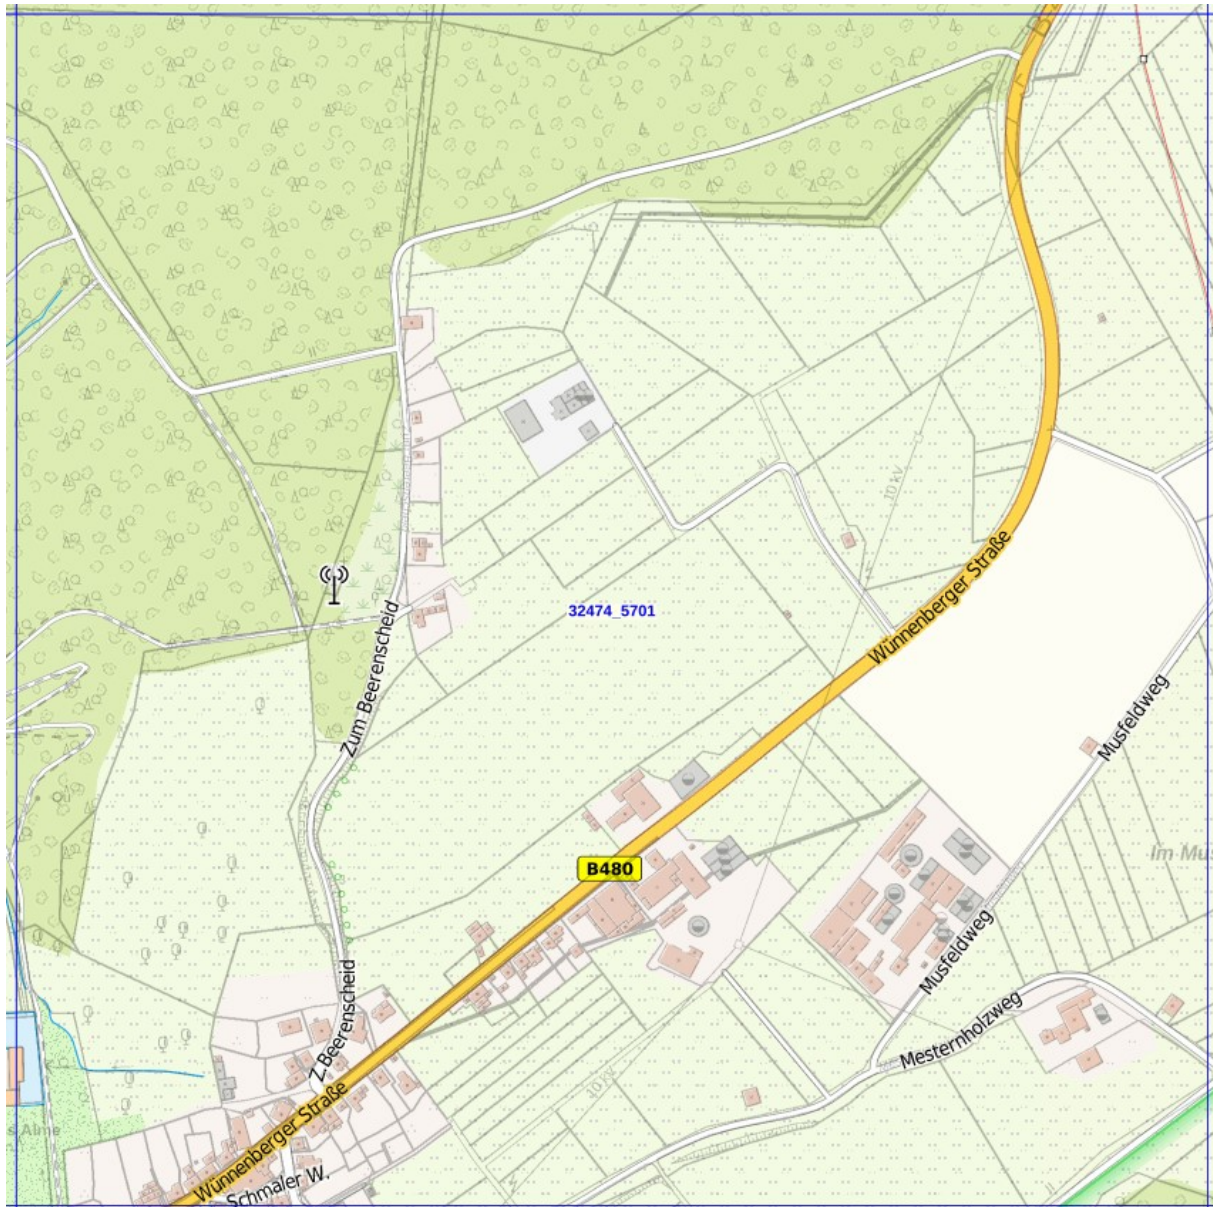 10 kV
Wünnenberger Straße
32474_5701
Zum Beerenscheid
Musfeldweg
Im Mus
B480
Musfeldweg
Z.Beerenscheid
Mesternholzweg
10 kV
s Alme
Wünnenberger Straße
Schmaler W.